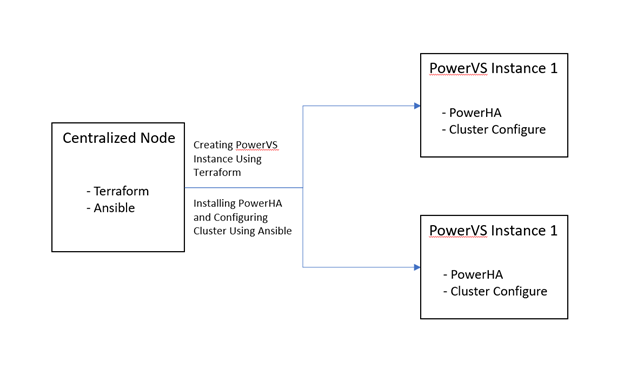 Centralized Node
- Terraform
- Ansible
Creating PowerVS
Instance Using
Terraform
Installing PowerHA
and Configuring
Cluster Using Ansible
PowerVS Instance 1
- PowerHA
- Cluster Configure
PowerVS Instance 1
- PowerHA
- Cluster Configure